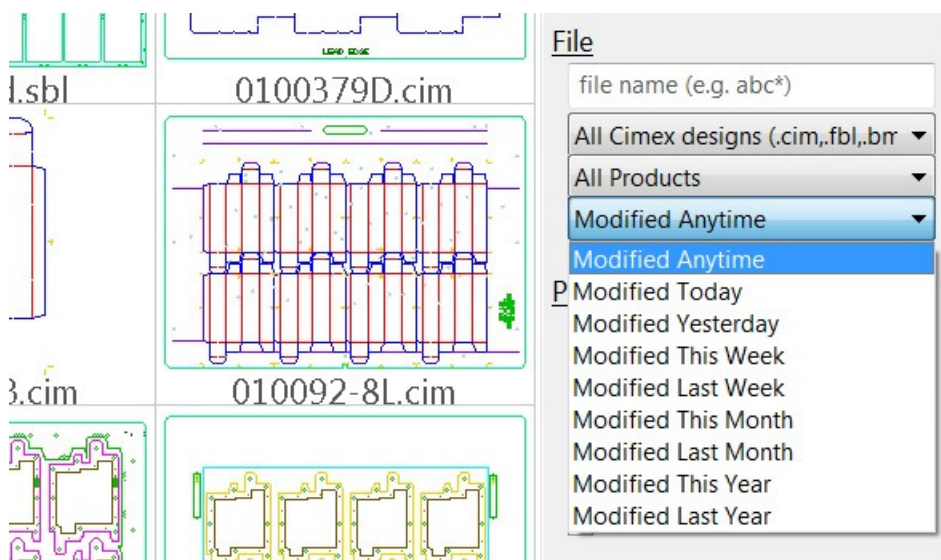 LEAD EDGE
.sbl
0100379D.cim
.cim
010092-8L.cim
File
file name (e.g. abc*)
All Cimex designs (.cim,.fbl,.bm
All Products
Modified Anytime
Modified Anytime
P
Modified Today
Modified Yesterday
Modified This Week
Modified Last Week
Modified This Month
Modified Last Month
Modified This Year
Modified Last Year